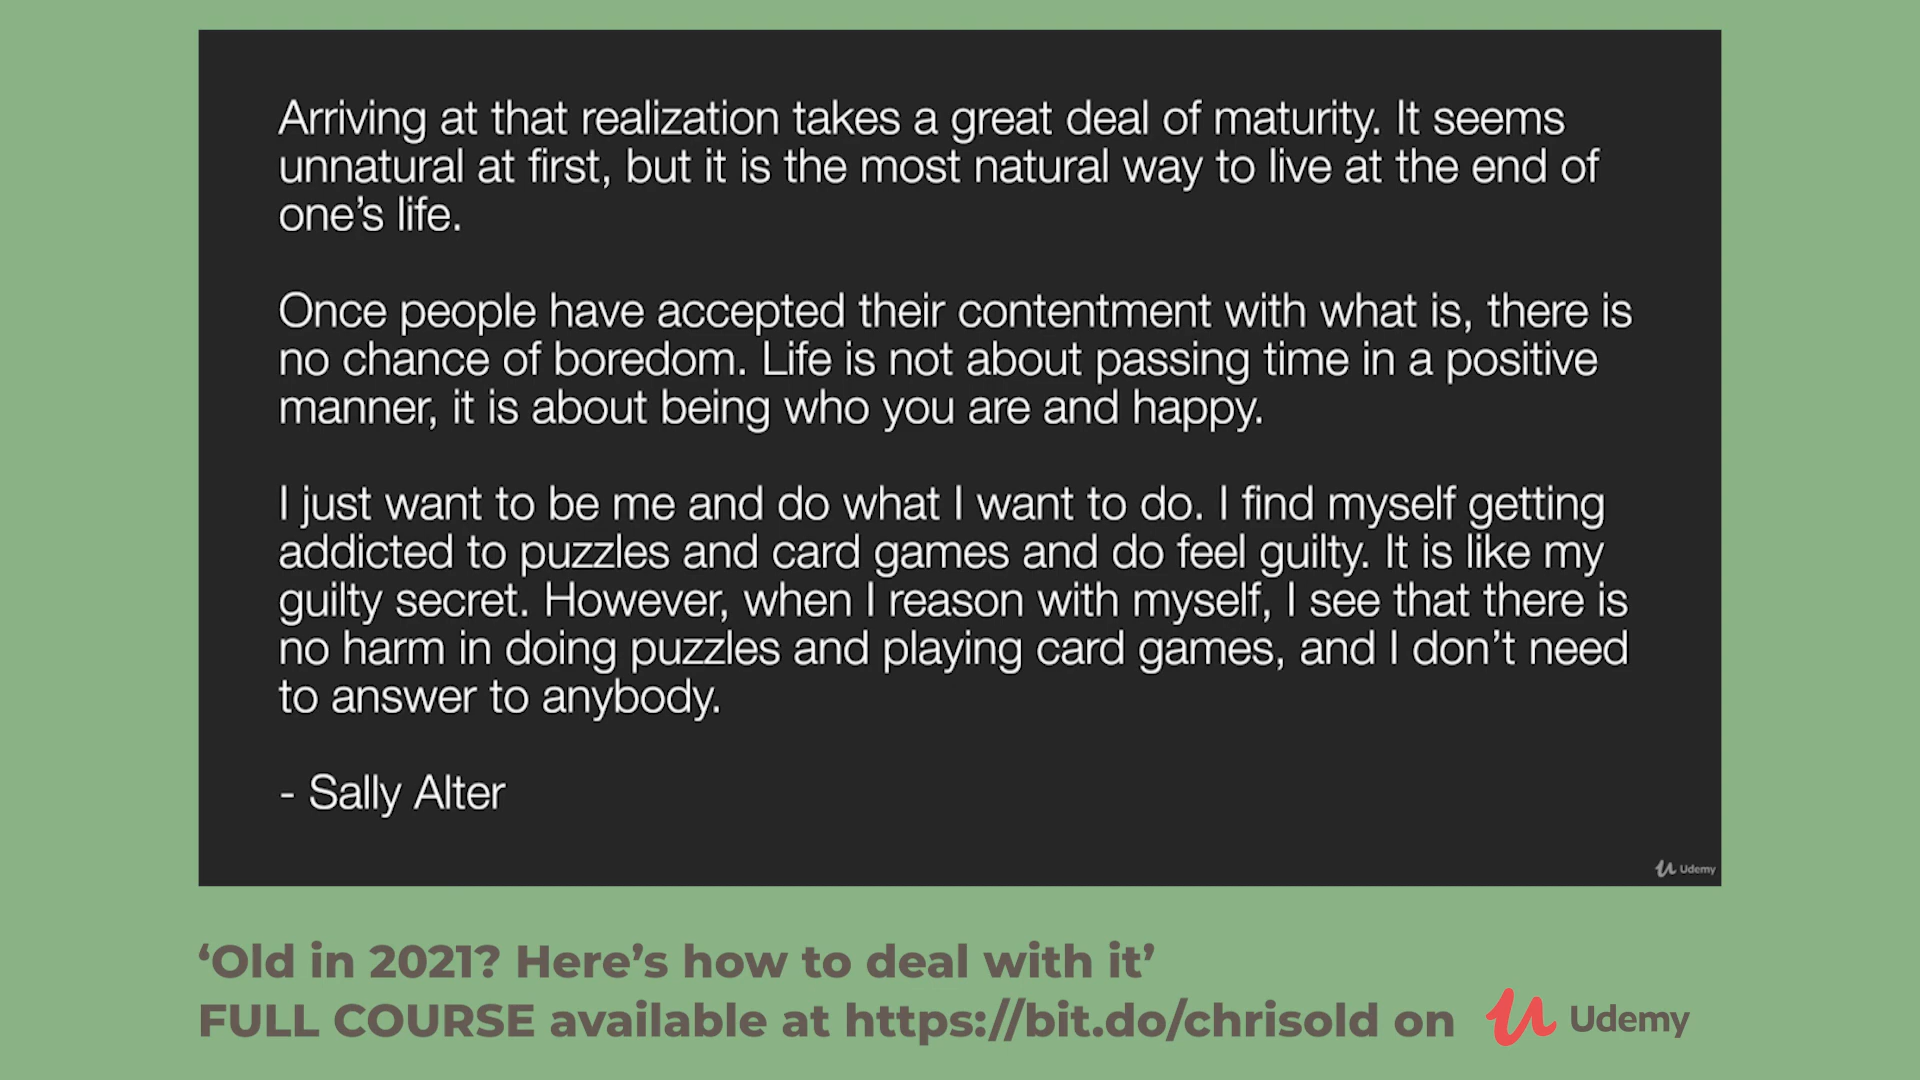 Arriving at that realization takes a great deal of maturity. It seems
unnatural at first, but it is the most natural way to live at the end of
one’s life.
Once people have accepted their contentment with what is, there is
no chance of boredom. Life is not about passing time in a positive
manner, it is about being who you are and happy.
I just want to be me and do what I want to do. I find myself getting
addicted to puzzles and card games and do feel guilty. It is like my
guilty secret. However, when I reason with myself, I see that there is
no harm in doing puzzles and playing card games, and I don’t need
to answer to anybody.
- Sally Alter
Udemy
‘Old in 2021? Here’s how to deal with it’
FULL COURSE available at https://bit.do/chrisold on Udemy